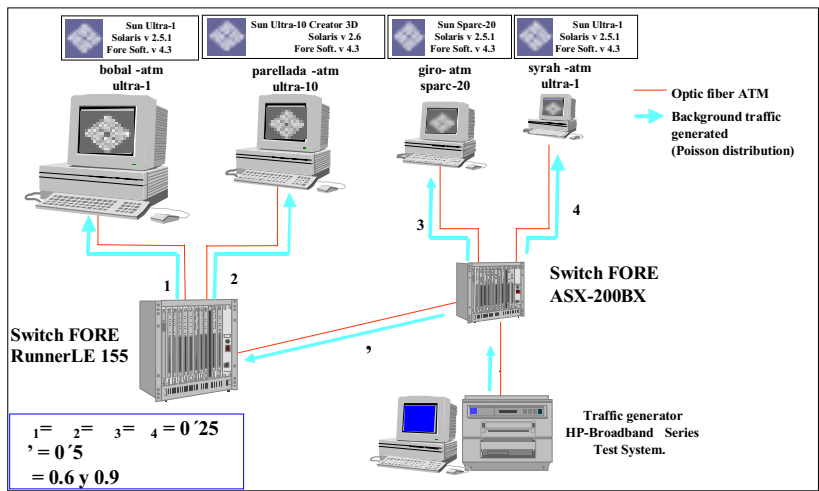 Sun Ultra-1
Solaris v 2.5.1
Fore Soft. v 4.3
Sun Ultra-10 Creator 3D
Solaris v 2.6
Fore Soft. v 4.3
Sun Sparc-20
Solaris v 2.5.1
Fore Soft. v 4.3
Sun Ultra-1
Solaris v 2.5.1
Fore Soft. v 4.3
bobal -atm
ultra-1
parellada -atm
ultra-10
giro- atm
sparc-20
syrah -atm
ultra-1
Optic fiber ATM
Background traffic
generated
(Poisson distribution)
1
2
3
4
Switch FORE
ASX-200BX
Switch FORE
RunnerLE 155
’
Traffic generator
HP-Broadband Series
Test System.
1= 2= 3= 4 = 0´25
’ = 0´5
= 0.6 y 0.9